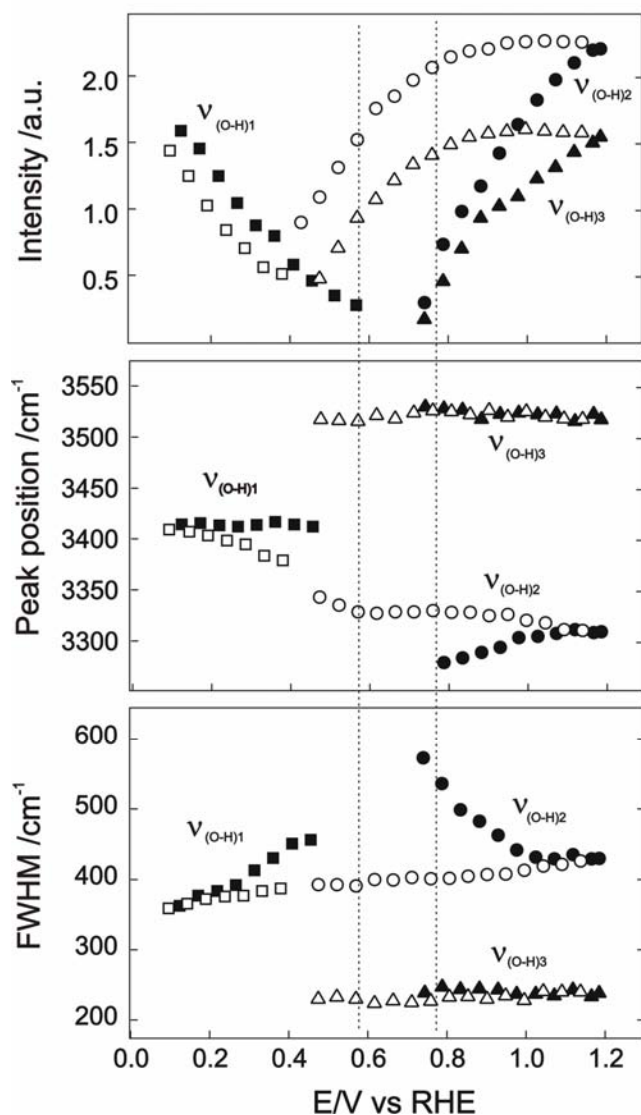 Intensity /a.u.
2.0
1.5
1.0
0.5
ν(O-H)1
ν(O-H)2
ν(O-H)3
Peak position /cm⁻¹
3550
3500
3450
3400
3350
3300
3250
ν(O-H)1
ν(O-H)3
ν(O-H)2
FWHM /cm⁻¹
600
500
400
300
200
ν(O-H)1
ν(O-H)2
ν(O-H)3
0.0 0.2 0.4 0.6 0.8 1.0 1.2
E/V vs RHE